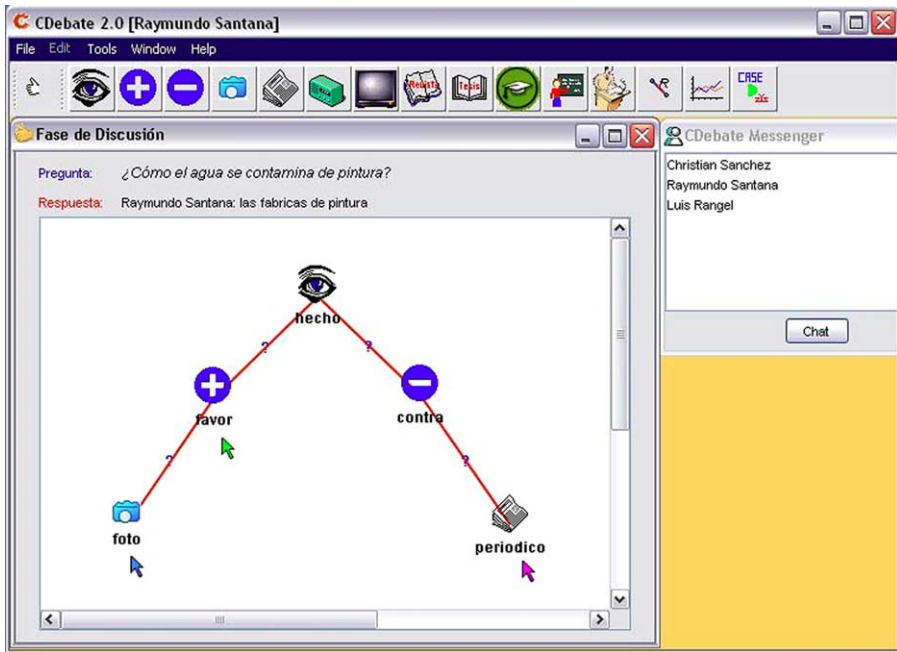 CDebate 2.0 [Raymundo Santana]
File Edit Tools Window Help
Revista
Tesis
CASE
Fase de Discusión
Pregunta: ¿Cómo el agua se contamina de pintura?
Respuesta: Raymundo Santana: las fabricas de pintura
hecho
? ?
favor
contra
? ?
foto
periodico
CDebate Messenger
Christian Sanchez
Raymundo Santana
Luis Rangel
Chat